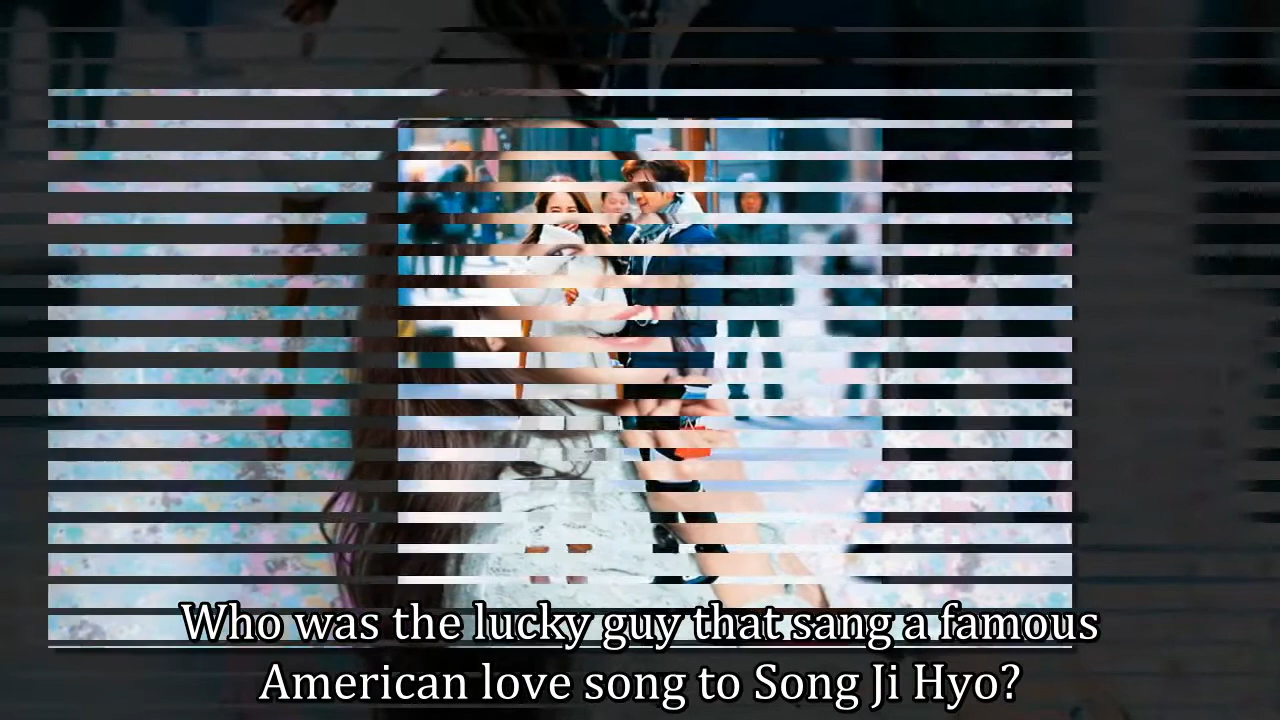 Who was the lucky guy that sang a famous
American love song to Song Ji Hyo?